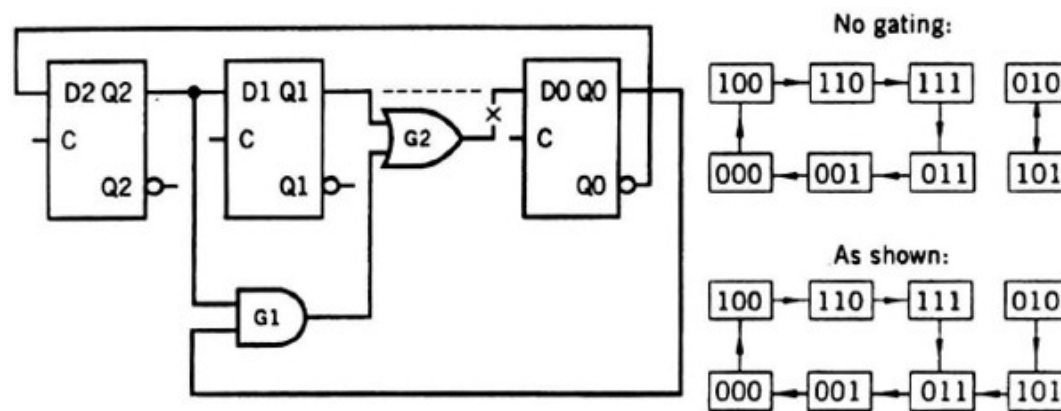 No gating:
100 110 111 010
000 001 011 101
As shown:
100 110 111 010
000 001 011 101
D2 Q2 D1 Q1 D0 Q0
×
G2
C C C
Q2 Q1 Q0
G1